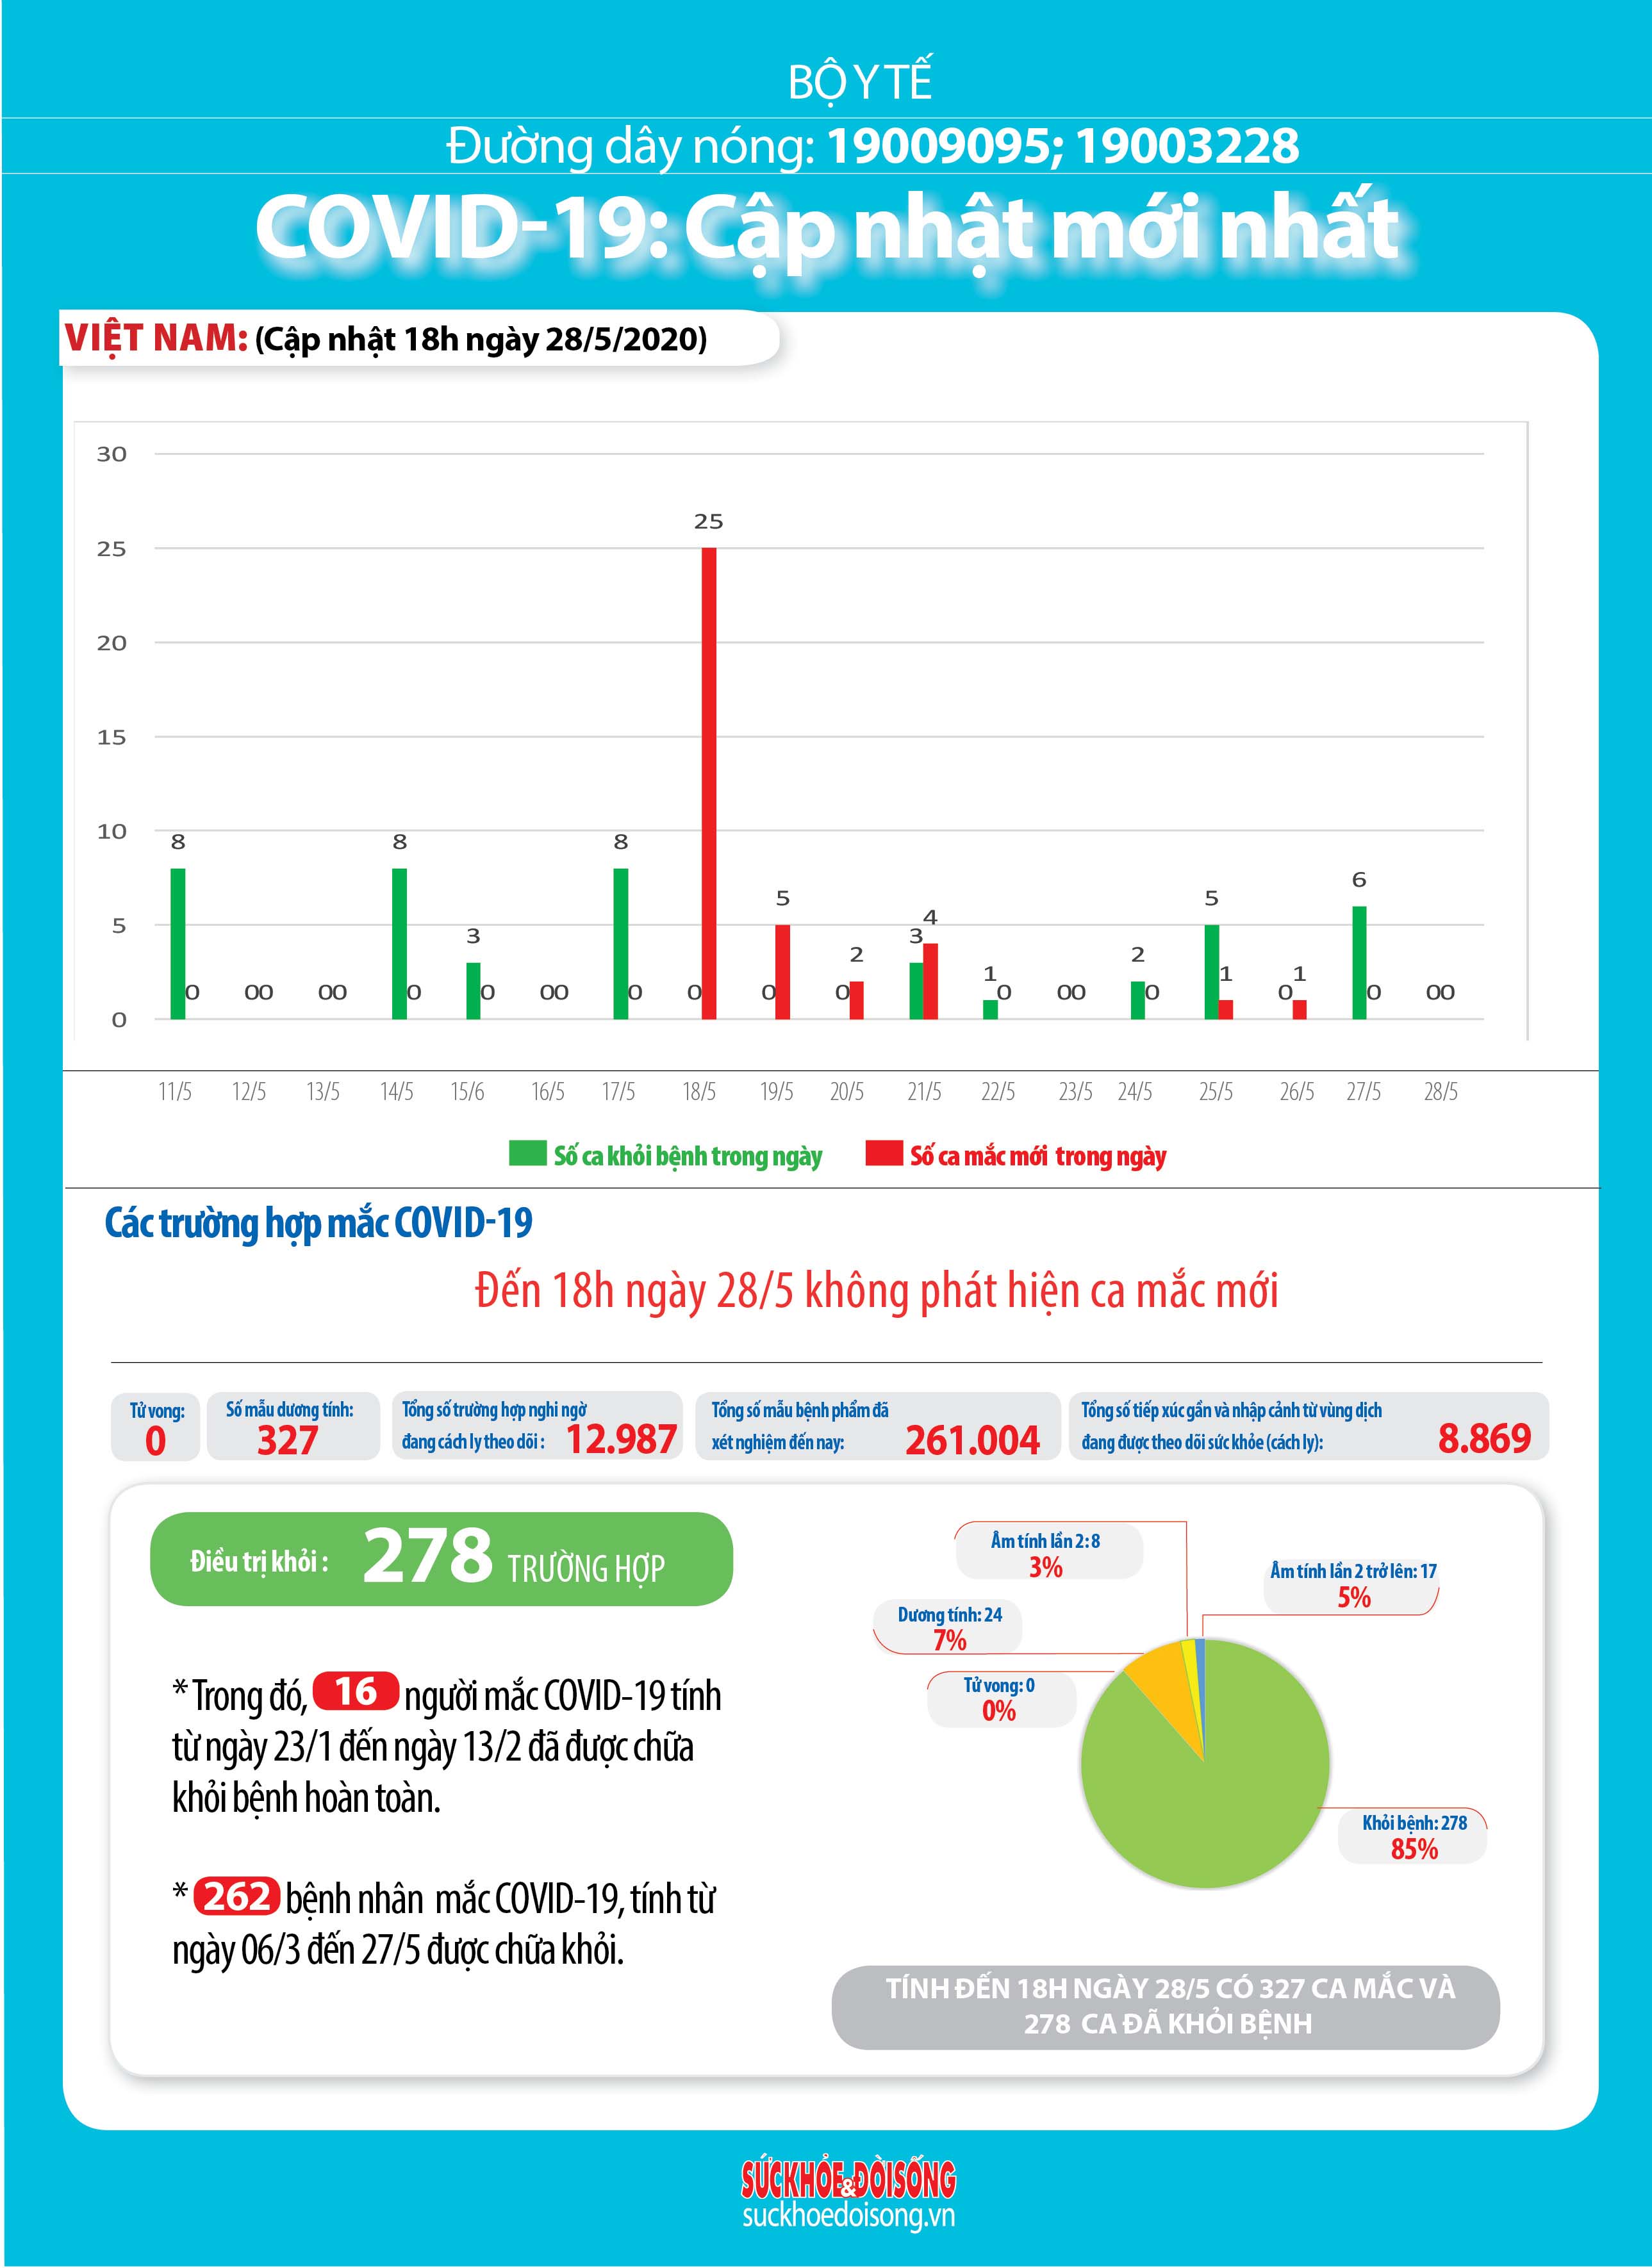 BỘ Y TẾ
Đường dây nóng: 19009095; 19003228
COVID-19: Cập nhật mới nhất
VIỆT NAM: (Cập nhật 18h ngày 28/5/2020)
30
25
20
15
10
5
0
8 0 0 0 0 0 8 0 3 0 0 0 8 0 0 25 0 5 0 2 3 4 1 0 0 0 2 0 5 1 0 1 6 0 0 0
11/5 12/5 13/5 14/5 15/6 16/5 17/5 18/5 19/5 20/5 21/5 22/5 23/5 24/5 25/5 26/5 27/5 28/5
Số ca khỏi bệnh trong ngày Số ca mắc mới trong ngày
Các trường hợp mắc COVID-19
Đến 18h ngày 28/5 không phát hiện ca mắc mới
Tử vong:
0
Số mẫu dương tính:
327
Tổng số trường hợp nghi ngờ
đang cách ly theo dõi : 12.987
Tổng số mẫu bệnh phẩm đã
xét nghiệm đến nay: 261.004
Tổng số tiếp xúc gần và nhập cảnh từ vùng dịch
đang được theo dõi sức khỏe (cách ly): 8.869
Điều trị khỏi : 278 TRƯỜNG HỢP
* Trong đó, 16 người mắc COVID-19 tính
từ ngày 23/1 đến ngày 13/2 đã được chữa
khỏi bệnh hoàn toàn.
* 262 bệnh nhân mắc COVID-19, tính từ
ngày 06/3 đến 27/5 được chữa khỏi.
Âm tính lần 2: 8
3%
Âm tính lần 2 trở lên: 17
5%
Dương tính: 24
7%
Tử vong: 0
0%
Khỏi bệnh: 278
85%
TÍNH ĐẾN 18H NGÀY 28/5 CÓ 327 CA MẮC VÀ
278 CA ĐÃ KHỎI BỆNH
SỨC KHỎE & ĐỜI SỐNG
suckhoedoisong.vn